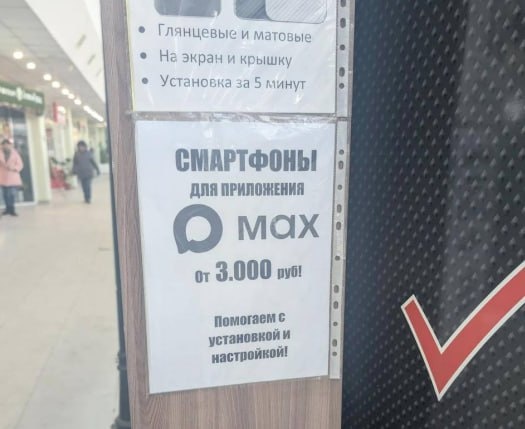 • Глянцевые и матовые
• На экран и крышку
• Установка за 5 минут
СМАРТФОНЫ
ДЛЯ ПРИЛОЖЕНИЯ
мах
От 3.000 руб!
Помогаем с
установкой и
настройкой!